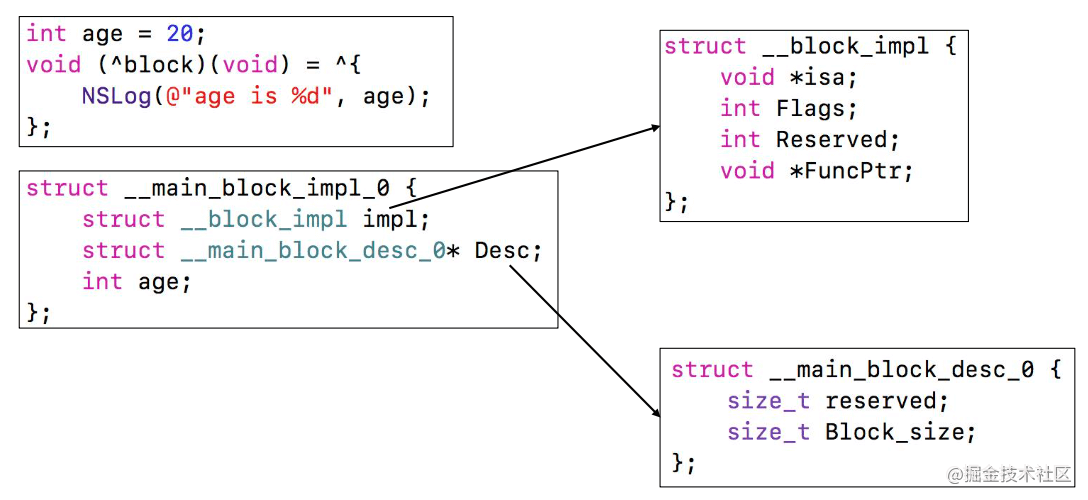 int age = 20;
void (^block)(void) = ^{
    NSLog(@"age is %d", age);
};
struct __main_block_impl_0 {
    struct __block_impl impl;
    struct __main_block_desc_0* Desc;
    int age;
};
struct __block_impl {
    void *isa;
    int Flags;
    int Reserved;
    void *FuncPtr;
};
struct __main_block_desc_0 {
    size_t reserved;
    size_t Block_size;
};
@掘金技术社区